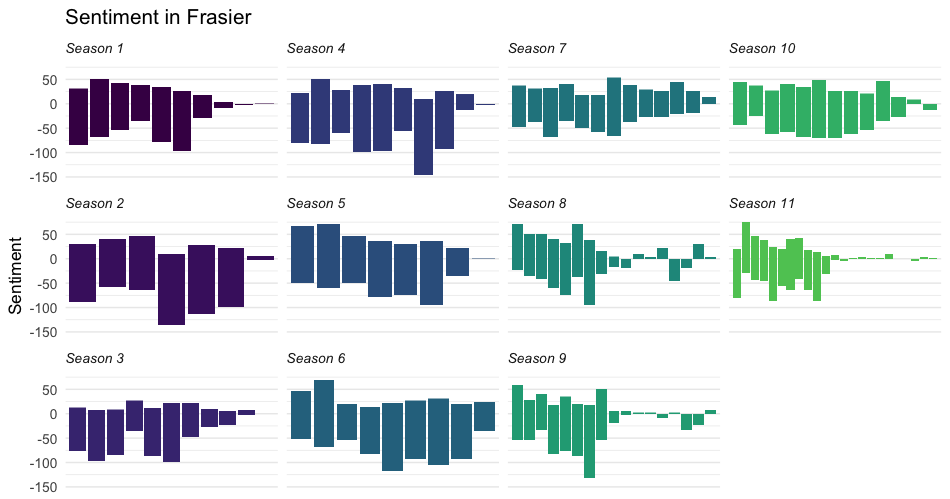 Sentiment in Frasier
Season 1
Season 4
Season 7
Season 10
50
0
-50
-100
-150
Season 2
Season 5
Season 8
Season 11
50
0
-50
-100
-150
Sentiment
Season 3
Season 6
Season 9
50
0
-50
-100
-150